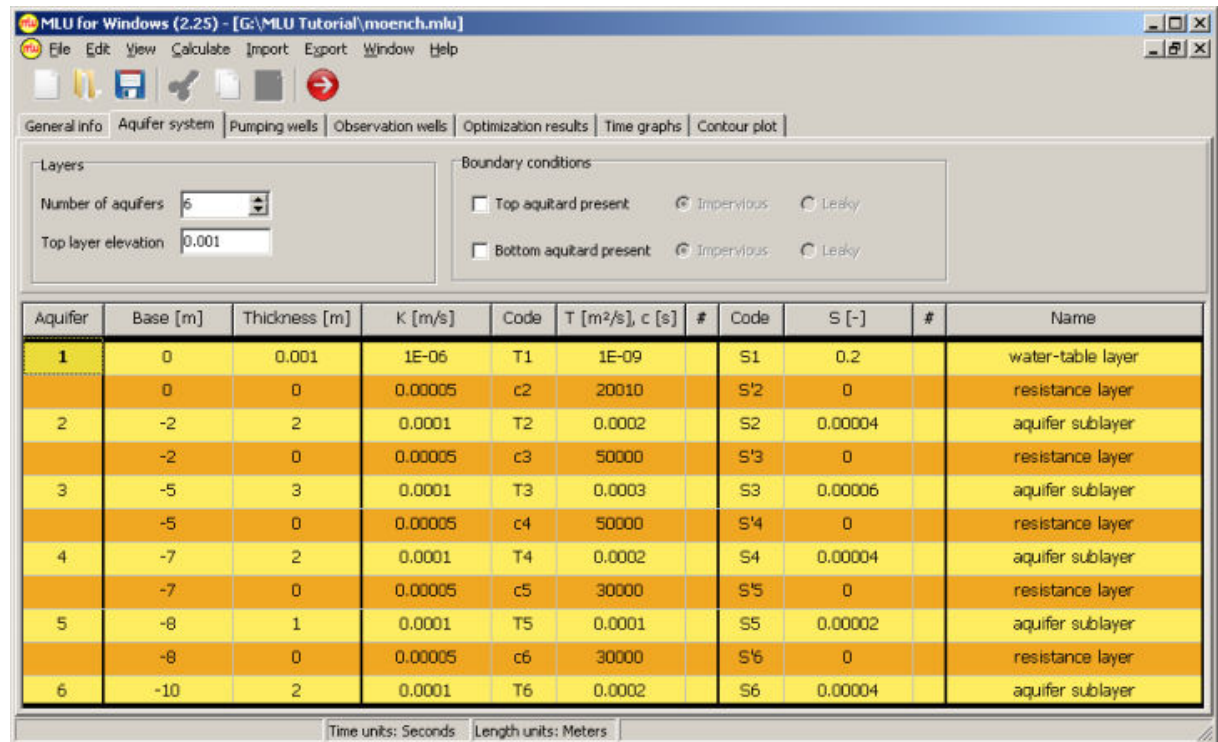 MLU for Windows (2.25) - [G:\MLU Tutorial\moench.mlu]
File Edit View Calculate Import Export Window Help
General info Aquifer system Pumping wells Observation wells Optimization results Time graphs Contour plot
Layers
Number of aquifers 6
Top layer elevation 0.001
Boundary conditions
Top aquitard present Impervious Leaky
Bottom aquitard present Impervious Leaky
Aquifer Base [m] Thickness [m] K [m/s] Code T [m²/s], c [s] # Code S [-] # Name
1 0 0.001 1E-06 T1 1E-09 S1 0.2 water-table layer
0 0 0.00005 c2 20010 S'2 0 resistance layer
2 -2 2 0.0001 T2 0.0002 S2 0.00004 aquifer sublayer
-2 0 0.00005 c3 50000 S'3 0 resistance layer
3 -5 3 0.0001 T3 0.0003 S3 0.00006 aquifer sublayer
-5 0 0.00005 c4 50000 S'4 0 resistance layer
4 -7 2 0.0001 T4 0.0002 S4 0.00004 aquifer sublayer
-7 0 0.00005 c5 30000 S'5 0 resistance layer
5 -8 1 0.0001 T5 0.0001 S5 0.00002 aquifer sublayer
-8 0 0.00005 c6 30000 S'6 0 resistance layer
6 -10 2 0.0001 T6 0.0002 S6 0.00004 aquifer sublayer
Time units: Seconds Length units: Meters